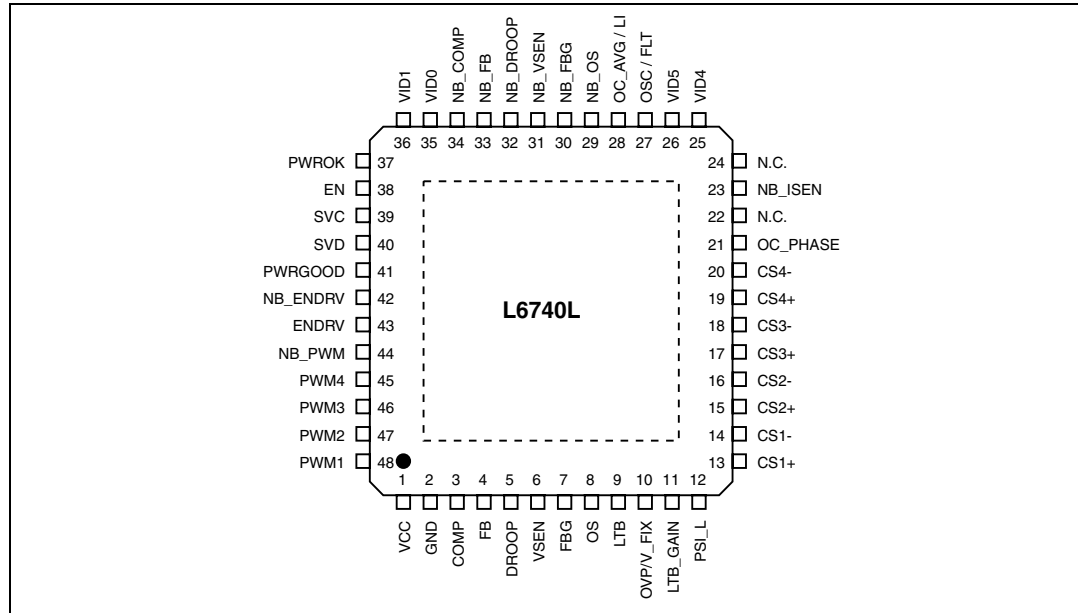 VID1
VID0
NB_COMP
NB_FB
NB_DROOP
NB_VSEN
NB_FBG
NB_OS
OC_AVG / LI
OSC / FLT
VID5
VID4
36 35 34 33 32 31 30 29 28 27 26 25
PWROK 37
EN 38
SVC 39
SVD 40
PWRGOOD 41
NB_ENDRV 42
ENDRV 43
NB_PWM 44
PWM4 45
PWM3 46
PWM2 47
PWM1 48
L6740L
24 N.C.
23 NB_ISEN
22 N.C.
21 OC_PHASE
20 CS4-
19 CS4+
18 CS3-
17 CS3+
16 CS2-
15 CS2+
14 CS1-
13 CS1+
1 2 3 4 5 6 7 8 9 10 11 12
VCC
GND
COMP
FB
DROOP
VSEN
FBG
OS
LTB
OVP/V_FIX
LTB_GAIN
PSI_L